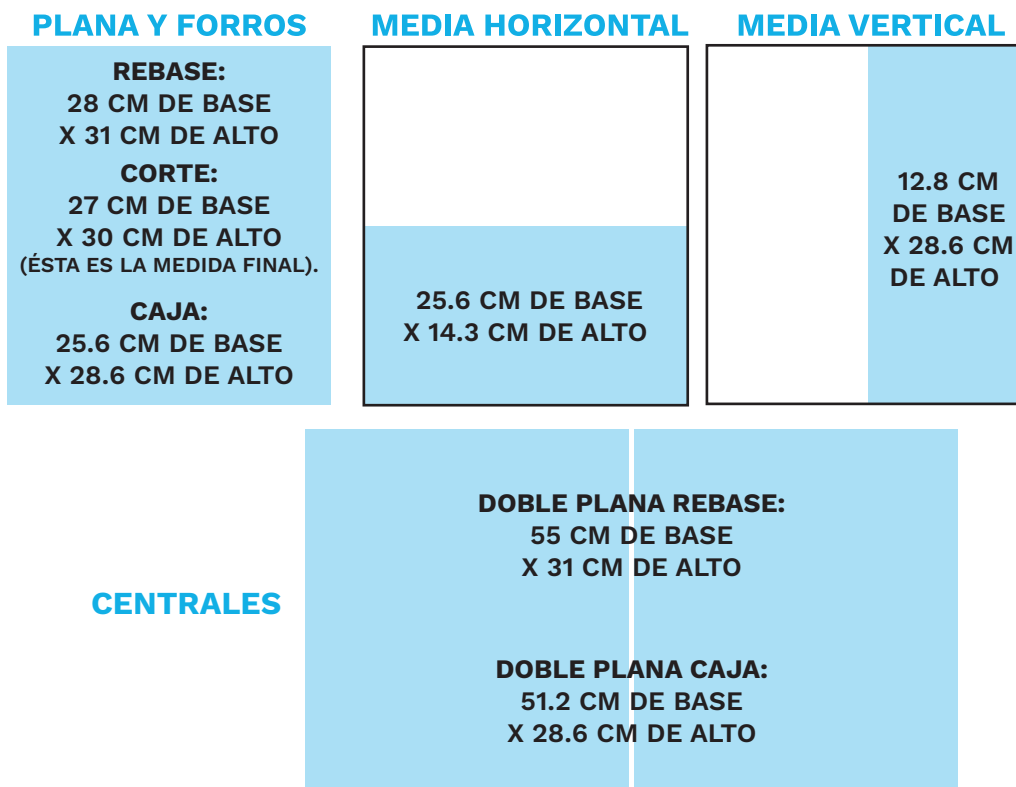 PLANA Y FORROS
REBASE:
28 CM DE BASE
X 31 CM DE ALTO
CORTE:
27 CM DE BASE
X 30 CM DE ALTO
(ÉSTA ES LA MEDIDA FINAL).
CAJA:
25.6 CM DE BASE
X 28.6 CM DE ALTO
MEDIA HORIZONTAL
25.6 CM DE BASE
X 14.3 CM DE ALTO
MEDIA VERTICAL
12.8 CM
DE BASE
X 28.6 CM
DE ALTO
CENTRALES
DOBLE PLANA REBASE:
55 CM DE BASE
X 31 CM DE ALTO
DOBLE PLANA CAJA:
51.2 CM DE BASE
X 28.6 CM DE ALTO